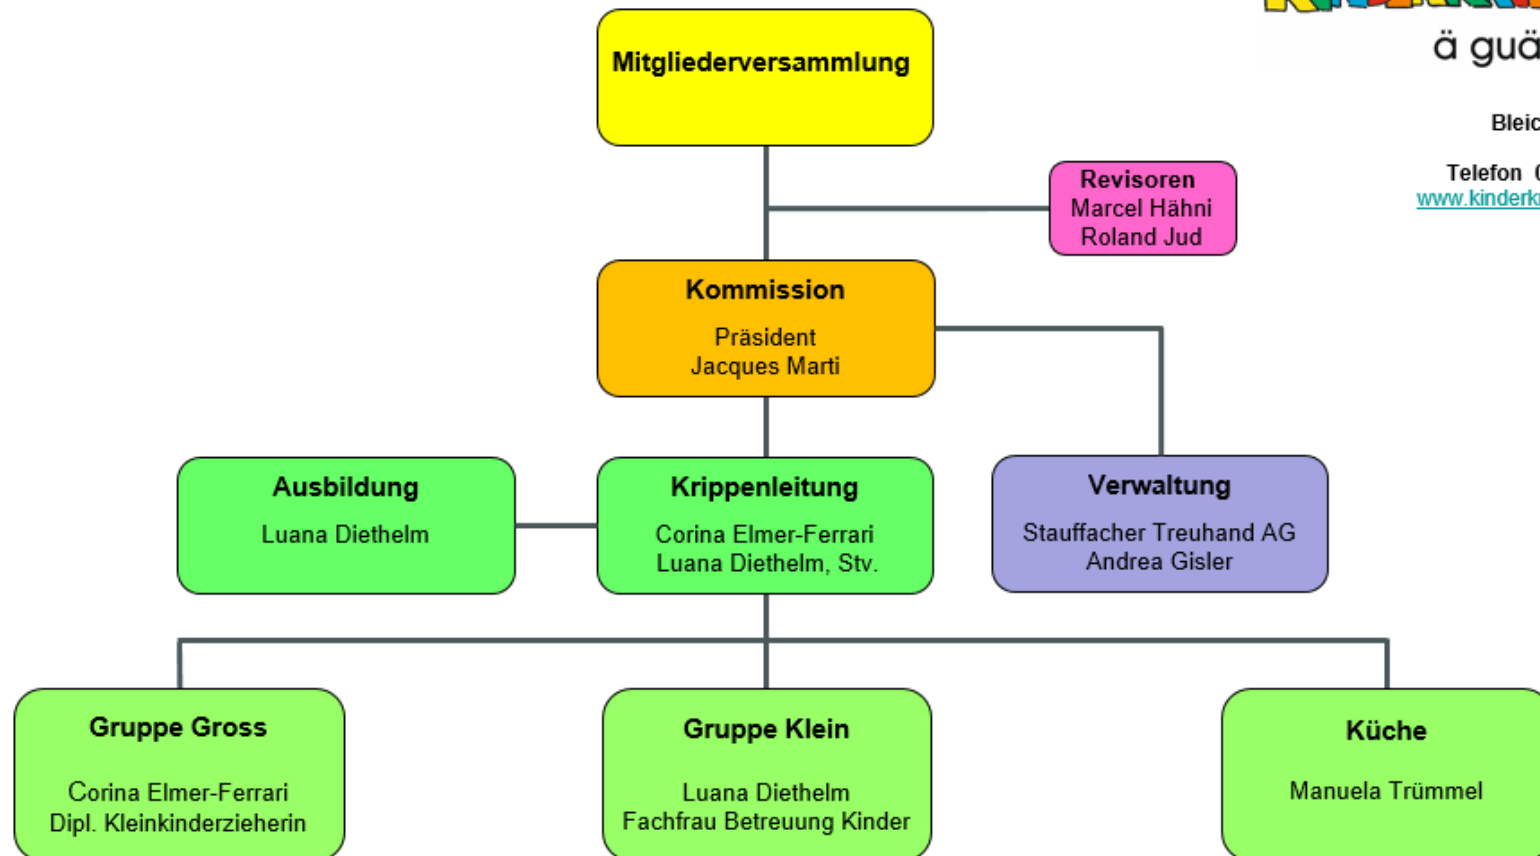 ä guä
Mitgliederversammlung
Telefon
Revisoren
Marcel Hähni
Roland Jud
Kommission
Präsident
Jacques Marti
Ausbildung
Luana Diethelm
Krippenleitung
Corina Elmer-Ferrari
Luana Diethelm, Stv.
Verwaltung
Stauffacher Treuhand AG
Andrea Gisler
Gruppe Gross
Corina Elmer-Ferrari
Dipl. Kleinkinderzieherin
Gruppe Klein
Luana Diethelm
Fachfrau Betreuung Kinder
Küche
Manuela Trümmel